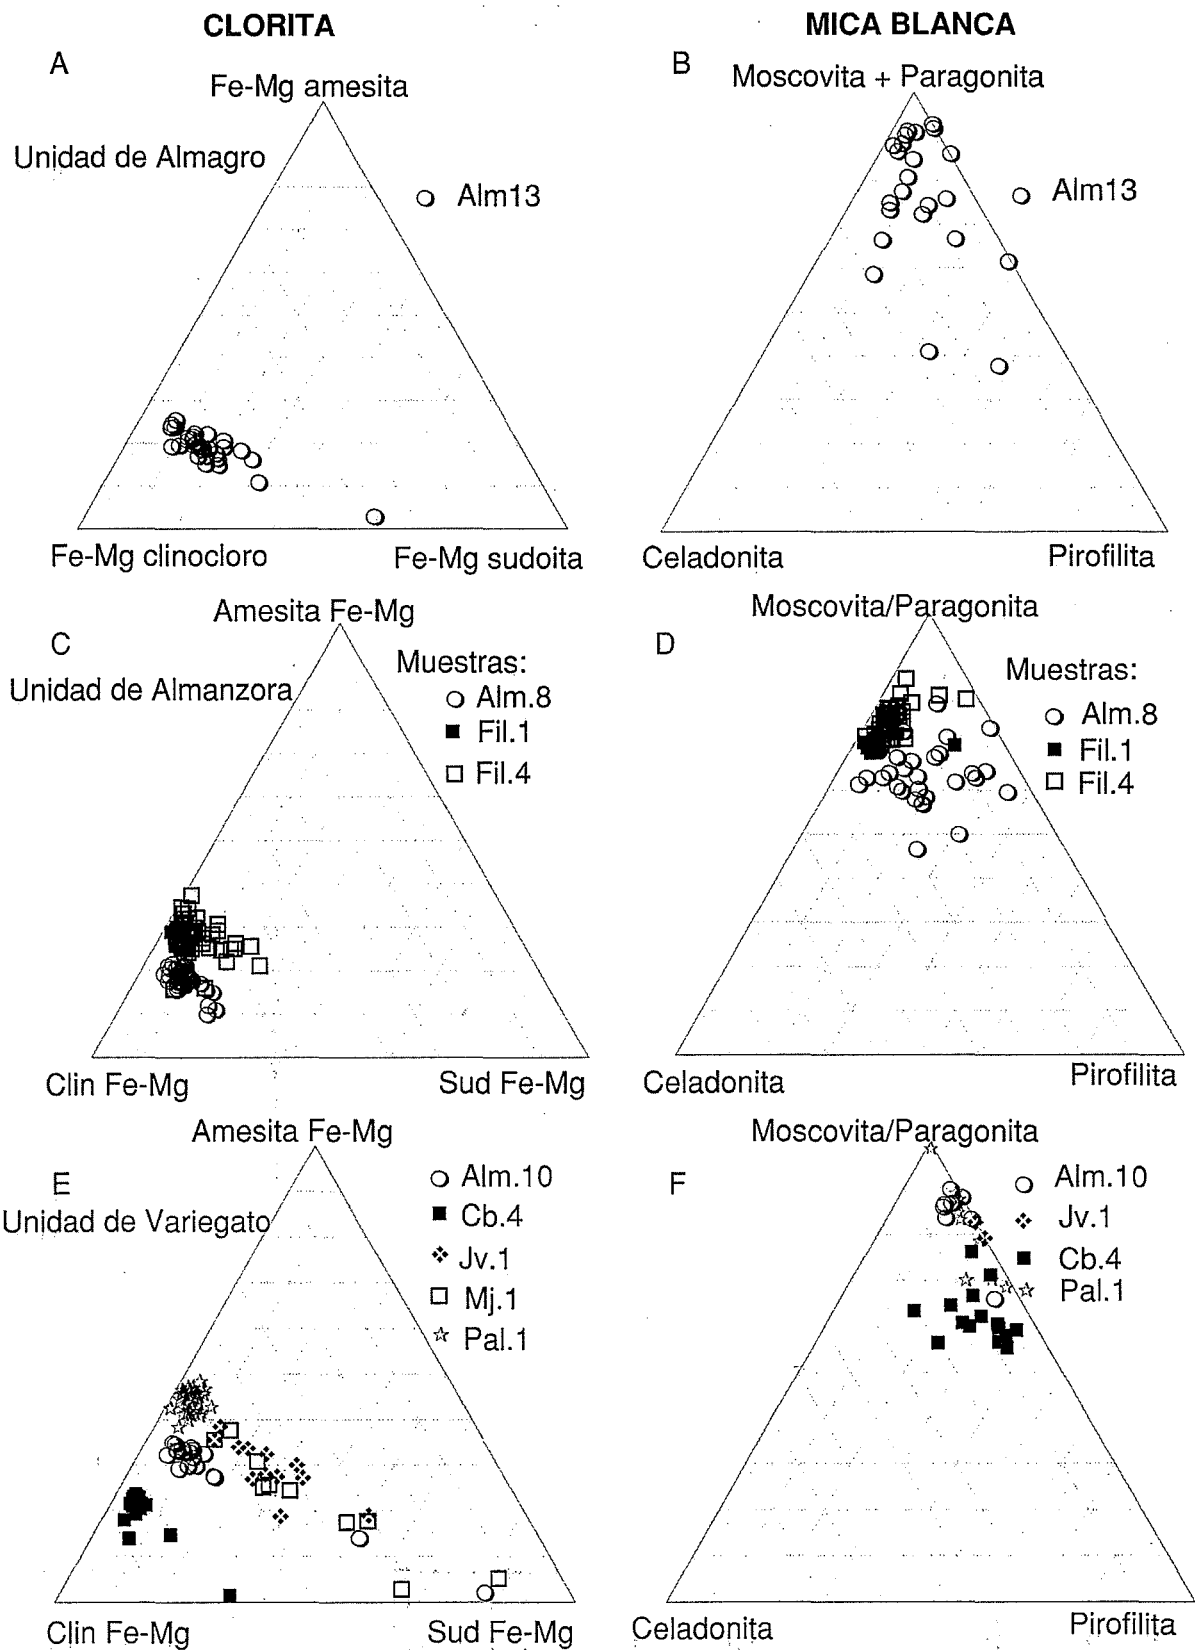 CLORITA
MICA BLANCA
A
Fe-Mg amesita
Unidad de Almagro
Alm13
Fe-Mg clinocloro
Fe-Mg sudoita
B
Moscovita + Paragonita
Alm13
Celadonita
Pirofilita
C
Amesita Fe-Mg
Unidad de Almanzora
Muestras:
Alm.8
Fil.1
Fil.4
Clin Fe-Mg
Sud Fe-Mg
D
Moscovita/Paragonita
Muestras:
Alm.8
Fil.1
Fil.4
Celadonita
Pirofilita
E
Amesita Fe-Mg
Unidad de Variegato
Alm.10
Cb.4
Jv.1
Mj.1
Pal.1
Clin Fe-Mg
Sud Fe-Mg
F
Moscovita/Paragonita
Alm.10
Jv.1
Cb.4
Pal.1
Celadonita
Pirofilita